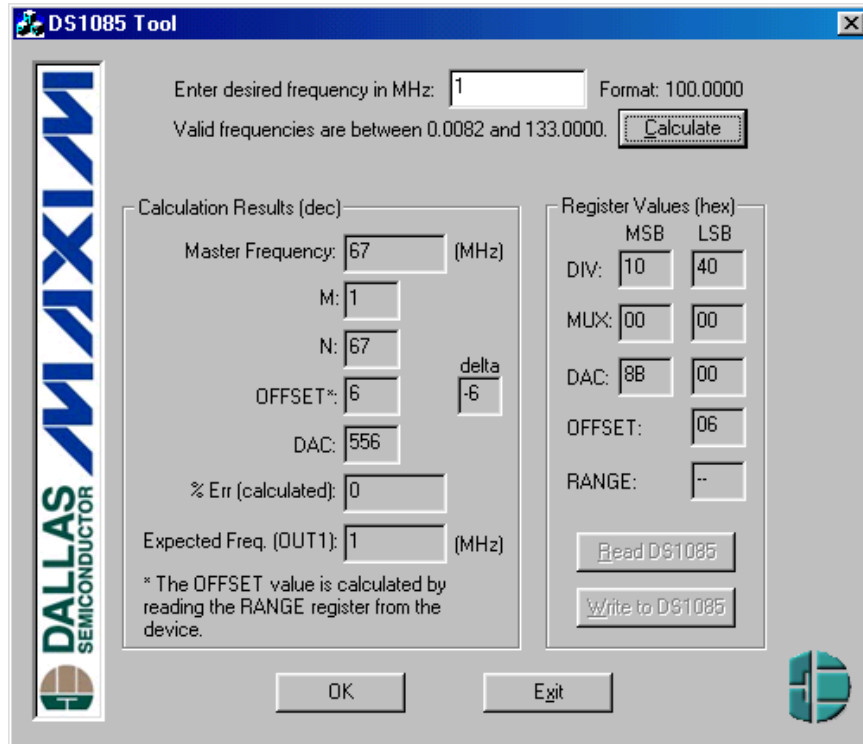 DS1085 Tool
Enter desired frequency in MHz: 1 Format: 100.0000
Valid frequencies are between 0.0082 and 133.0000. Calculate
MAXIM
DALLAS
SEMICONDUCTOR
Calculation Results (dec)
Master Frequency: 67 (MHz)
M: 1
N: 67
delta
OFFSET*: 6 -6
DAC: 556
% Err (calculated): 0
Expected Freq. (OUT1): 1 (MHz)
* The OFFSET value is calculated by
reading the RANGE register from the
device.
Register Values (hex)
MSB LSB
DIV: 10 40
MUX: 00 00
DAC: 8B 00
OFFSET: 06
RANGE: --
Read DS1085
Write to DS1085
OK Exit